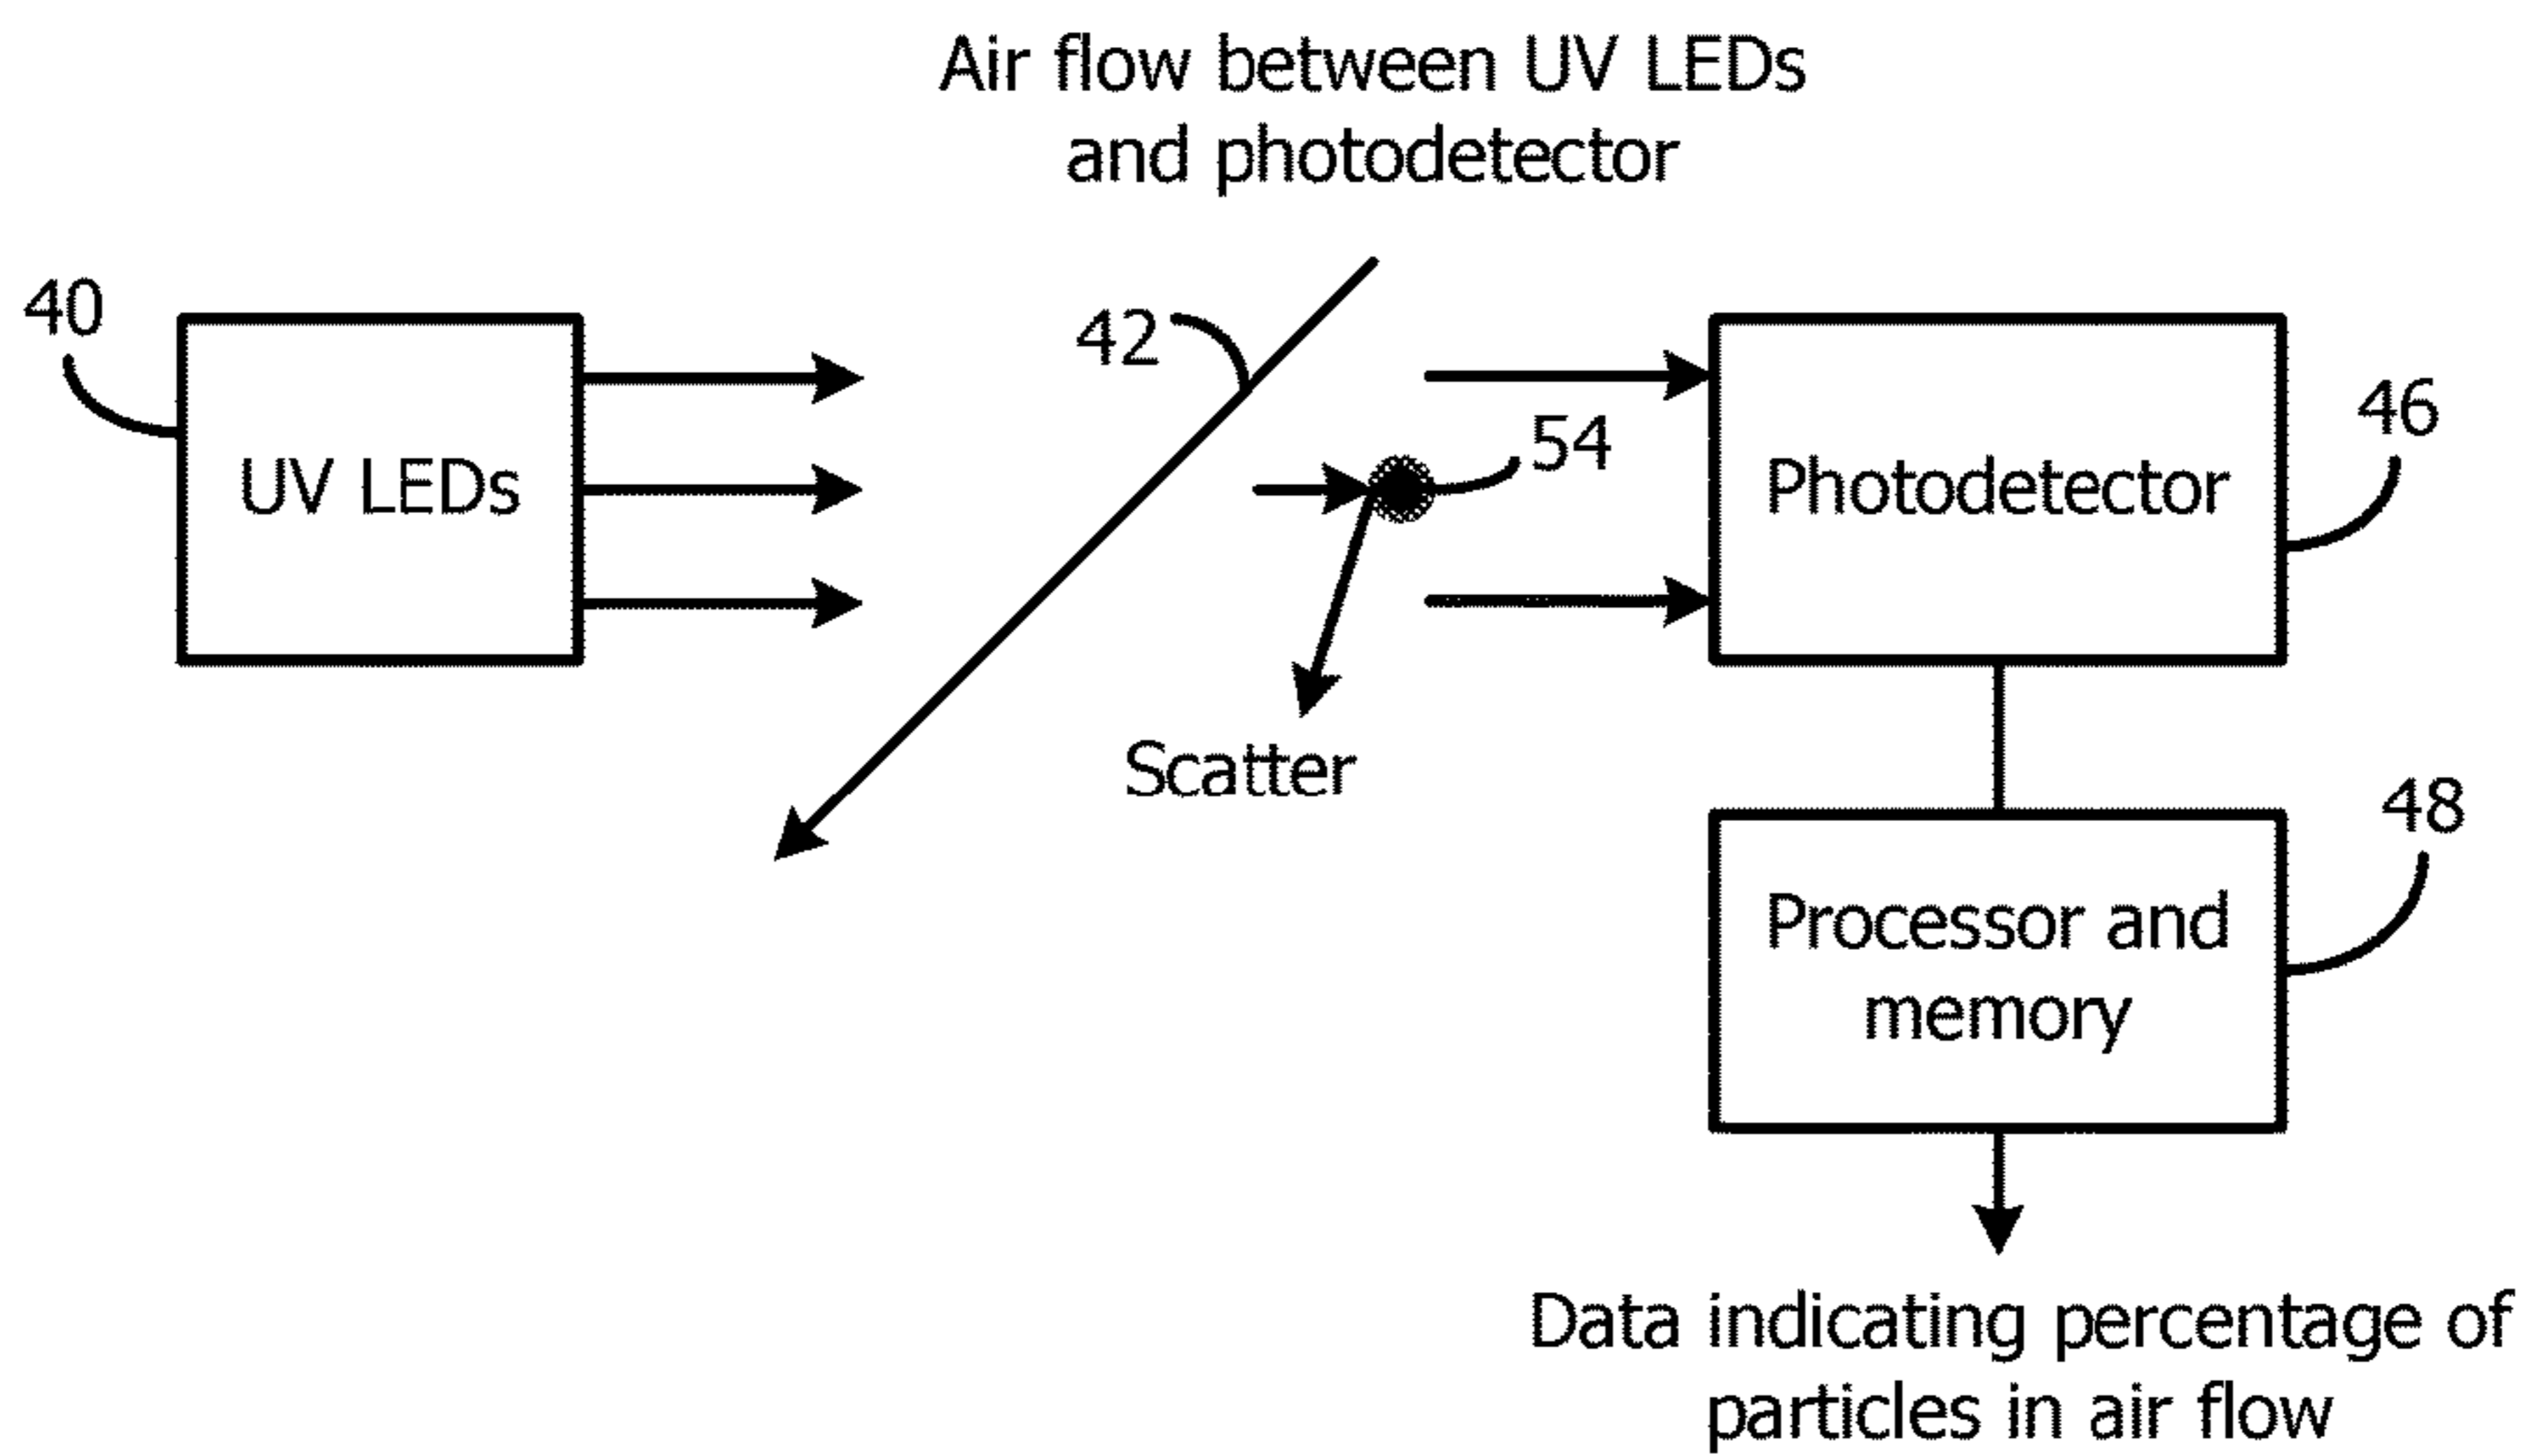 Air flow between UV LEDs
and photodetector
40
42
54
46
UV LEDs
Photodetector
Scatter
48
Processor and
memory
Data indicating percentage of
particles in air flow